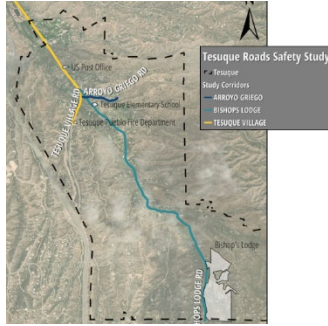 Tesuque Roads Safety Study
Tesuque
Study Corridors
ARROYO GRIEGO
BISHOPS LODGE
TESUQUE VILLAGE
US Post Office
ARROYO GRIEGO RD
Tesuque Elementary School
TESUQUE VILLAGE RD
Tesuque Pueblo Fire Department
Bishop's Lodge
HOPS LODGE RD